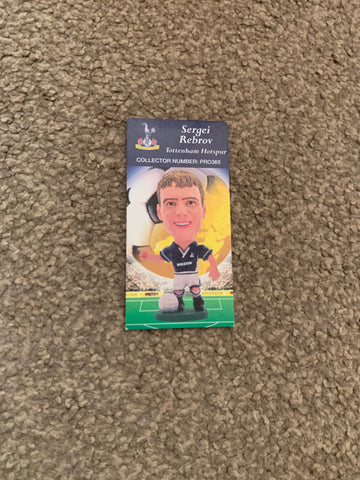 Sergei
Rebrov
Tottenham Hotspur
COLLECTOR NUMBER: PRO365